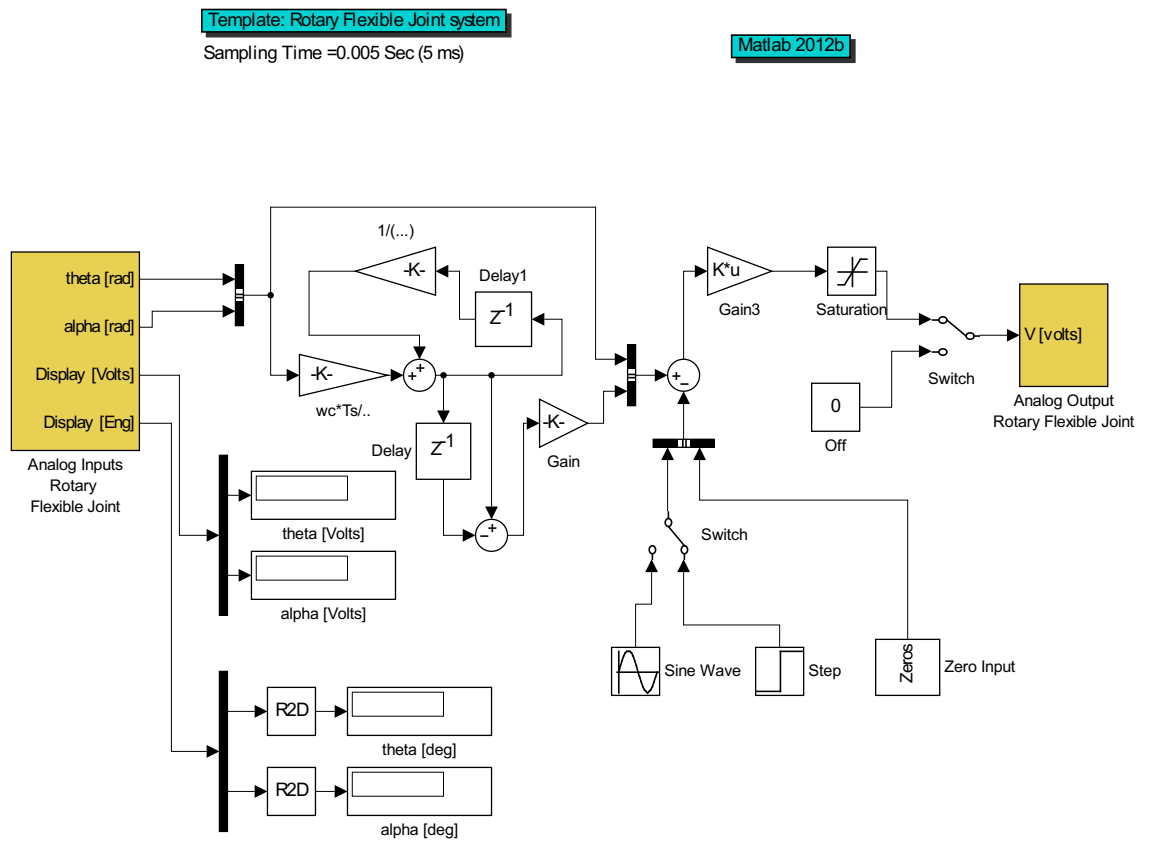 Template: Rotary Flexible Joint system
Sampling Time =0.005 Sec (5 ms)
Matlab 2012b
theta [rad]
alpha [rad]
Display [Volts]
Display [Eng]
Analog Inputs
Rotary
Flexible Joint
1/(...)
-K-
Delay1
Z-1
-K-
wc*Ts/..
++
Delay
Z-1
-K-
Gain
−+
theta [Volts]
alpha [Volts]
R2D
theta [deg]
R2D
alpha [deg]
+−
K*u
Gain3
Saturation
Switch
0
Off
V [volts]
Analog Output
Rotary Flexible Joint
Switch
Sine Wave
Step
Zeros
Zero Input